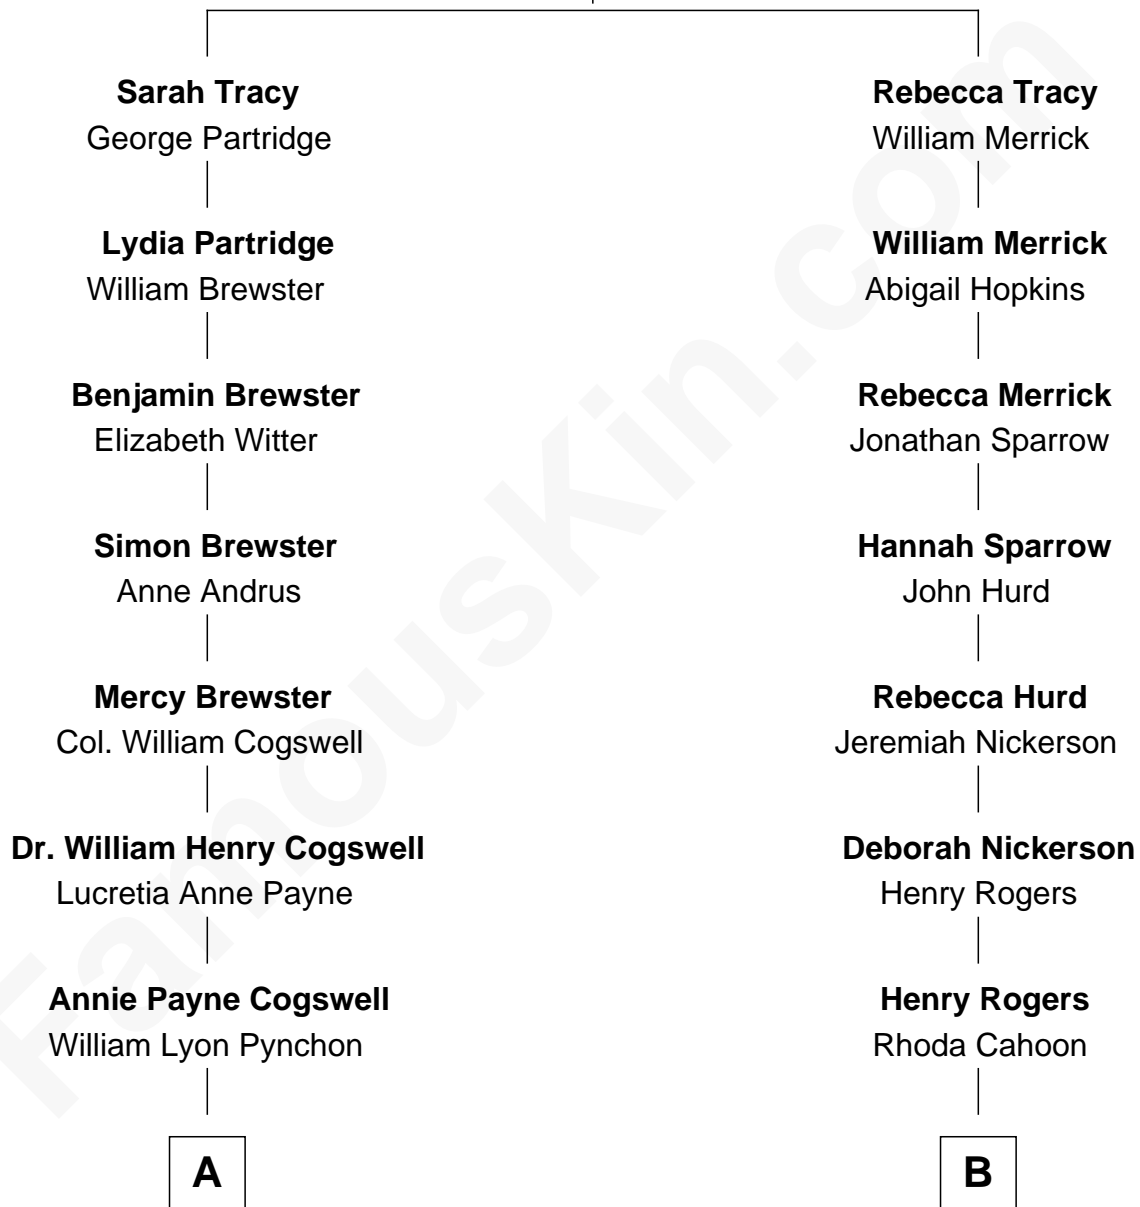 Sarah Tracy
George Partridge
Lydia Partridge
William Brewster
Benjamin Brewster
Elizabeth Witter
Simon Brewster
Anne Andrus
Mercy Brewster
Col. William Cogswell
Dr. William Henry Cogswell
Lucretia Anne Payne
Annie Payne Cogswell
William Lyon Pynchon
A
Rebecca Tracy
William Merrick
William Merrick
Abigail Hopkins
Rebecca Merrick
Jonathan Sparrow
Hannah Sparrow
John Hurd
Rebecca Hurd
Jeremiah Nickerson
Deborah Nickerson
Henry Rogers
Henry Rogers
Rhoda Cahoon
B
FamousKin.com